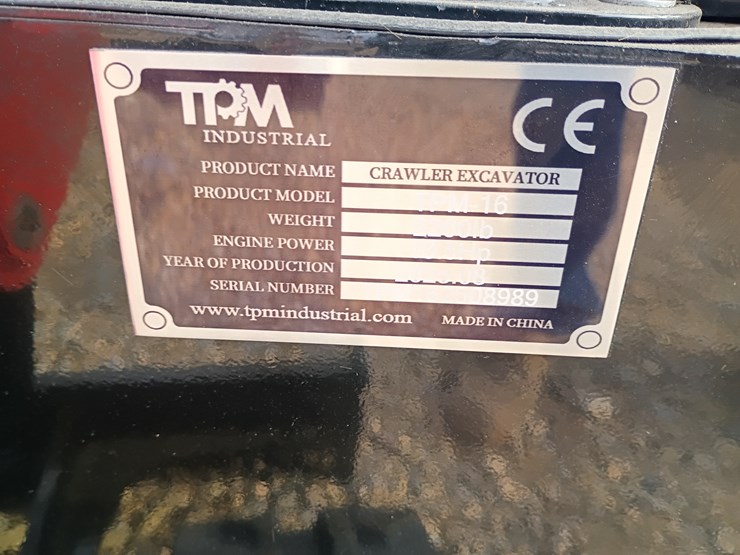 TPM
INDUSTRIAL
CE
PRODUCT NAME CRAWLER EXCAVATOR
PRODUCT MODEL
WEIGHT
ENGINE POWER
YEAR OF PRODUCTION
SERIAL NUMBER
www.tpmindustrial.com MADE IN CHINA